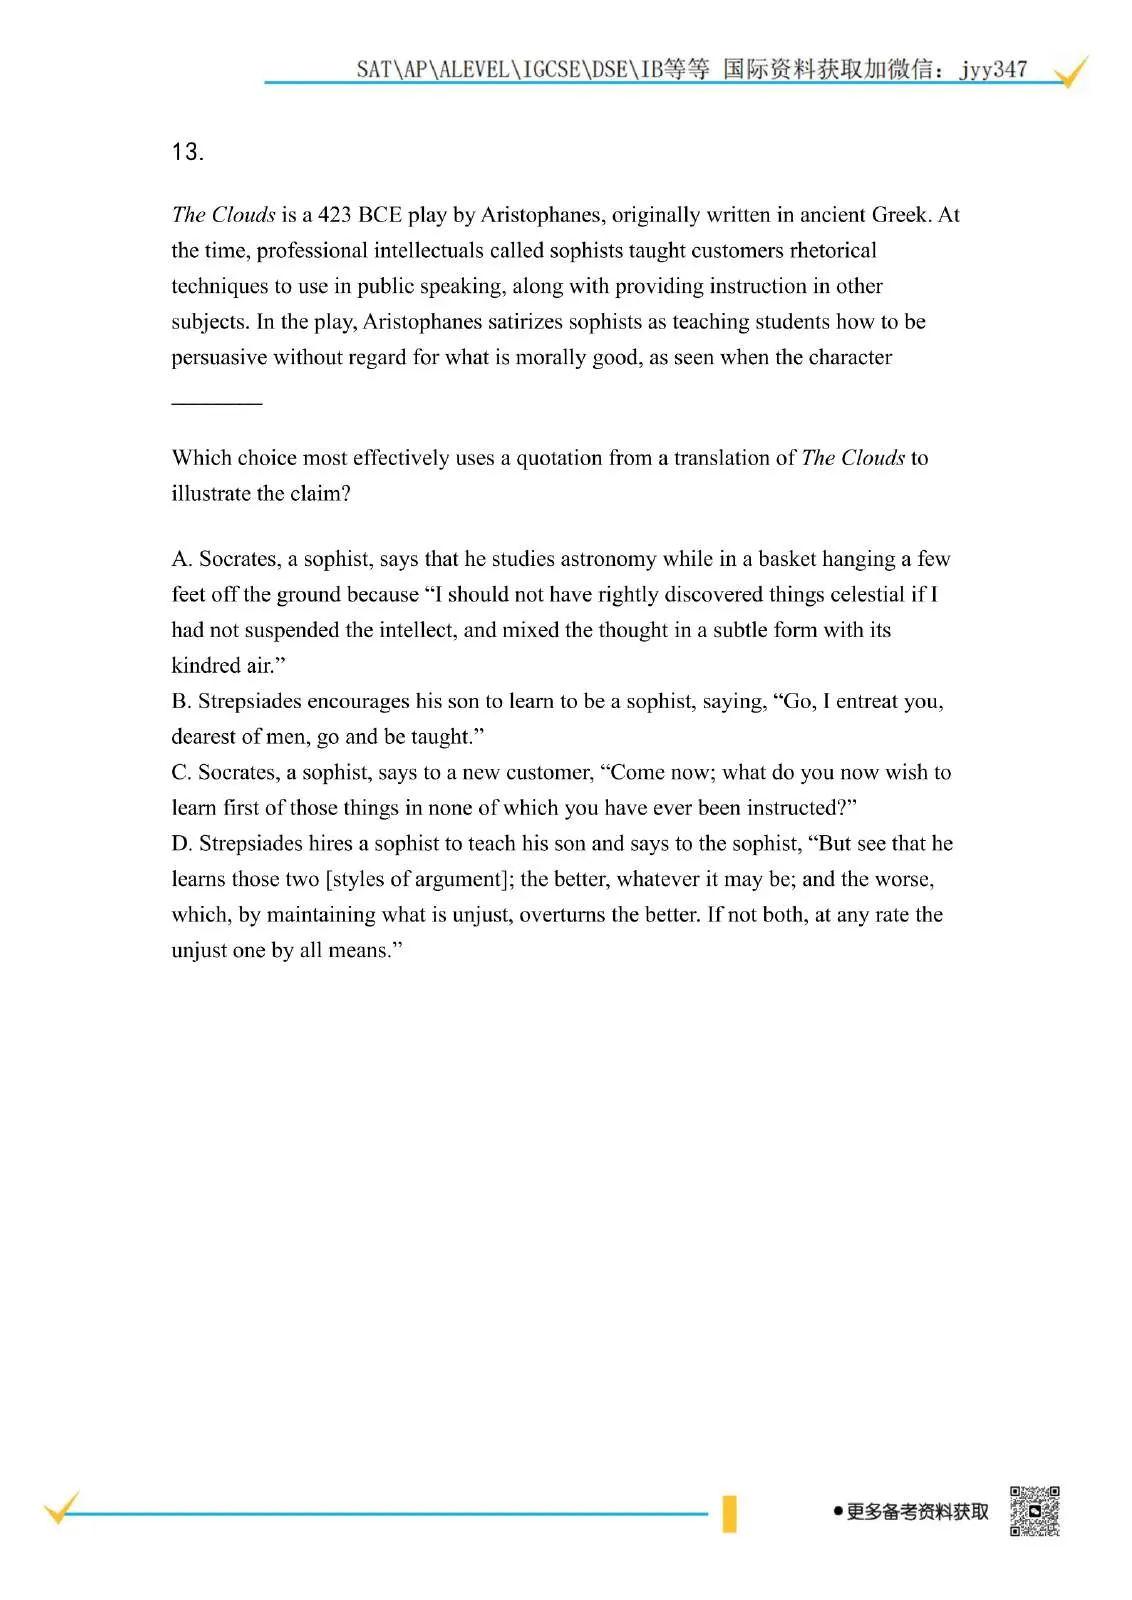 SAT\AP\ALEVEL\IGCSE\DSE\IB等等 国际资料获取加微信：jyy347
13.
The Clouds is a 423 BCE play by Aristophanes, originally written in ancient Greek. At
the time, professional intellectuals called sophists taught customers rhetorical
techniques to use in public speaking, along with providing instruction in other
subjects. In the play, Aristophanes satirizes sophists as teaching students how to be
persuasive without regard for what is morally good, as seen when the character
________
Which choice most effectively uses a quotation from a translation of The Clouds to
illustrate the claim?
A. Socrates, a sophist, says that he studies astronomy while in a basket hanging a few
feet off the ground because “I should not have rightly discovered things celestial if I
had not suspended the intellect, and mixed the thought in a subtle form with its
kindred air.”
B. Strepsiades encourages his son to learn to be a sophist, saying, “Go, I entreat you,
dearest of men, go and be taught.”
C. Socrates, a sophist, says to a new customer, “Come now; what do you now wish to
learn first of those things in none of which you have ever been instructed?”
D. Strepsiades hires a sophist to teach his son and says to the sophist, “But see that he
learns those two [styles of argument]; the better, whatever it may be; and the worse,
which, by maintaining what is unjust, overturns the better. If not both, at any rate the
unjust one by all means.”
●更多备考资料获取